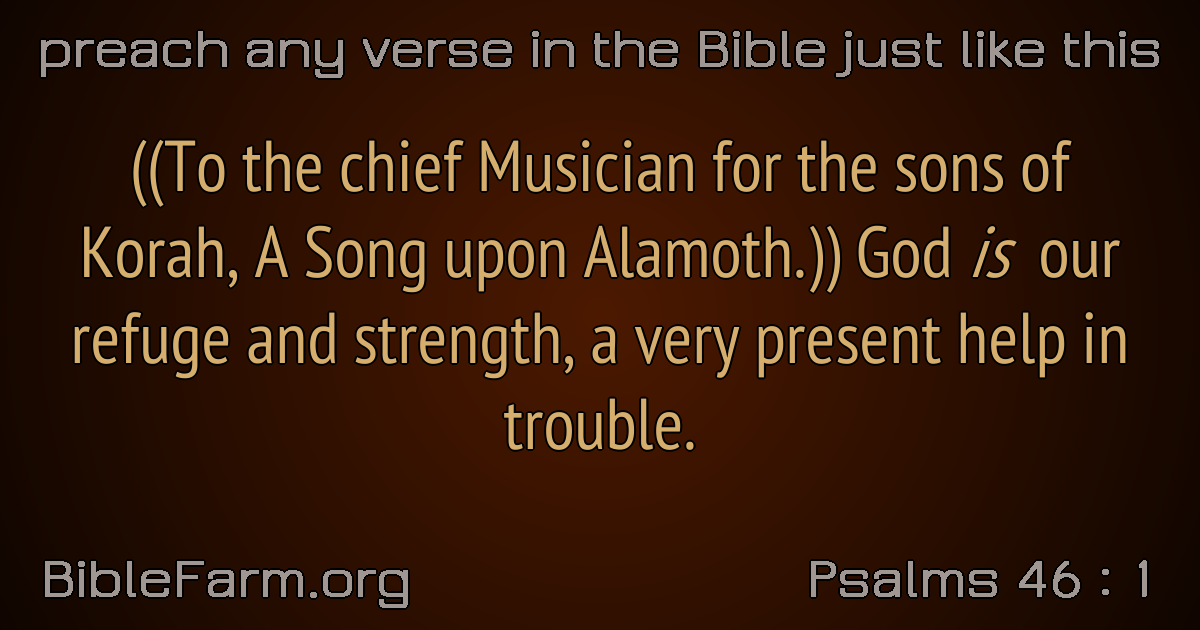 preach any verse in the Bible just like this
((To the chief Musician for the sons of
Korah, A Song upon Alamoth.)) God is our
refuge and strength, a very present help in
trouble.
BibleFarm.org
Psalms 46 : 1